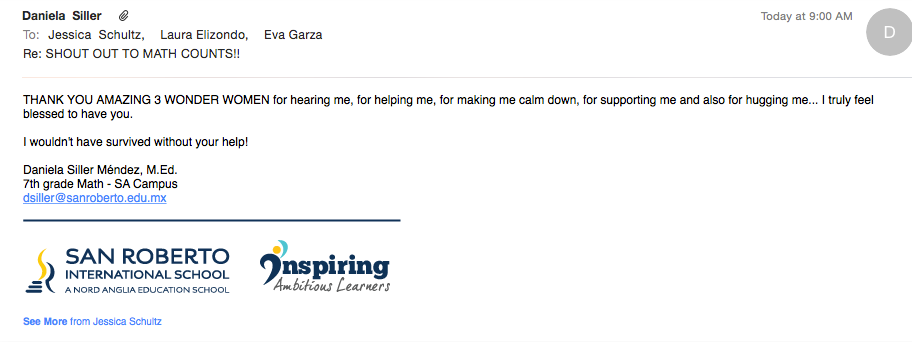 Daniela Siller
Today at 9:00 AM
D
To: Jessica Schultz, Laura Elizondo, Eva Garza
Re: SHOUT OUT TO MATH COUNTS!!
THANK YOU AMAZING 3 WONDER WOMEN for hearing me, for helping me, for making me calm down, for supporting me and also for hugging me... I truly feel
blessed to have you.
I wouldn't have survived without your help!
Daniela Siller Méndez, M.Ed.
7th grade Math - SA Campus
dsiller@sanroberto.edu.mx
SAN ROBERTO
INTERNATIONAL SCHOOL
A NORD ANGLIA EDUCATION SCHOOL
Inspiring
Ambitious Learners
See More from Jessica Schultz